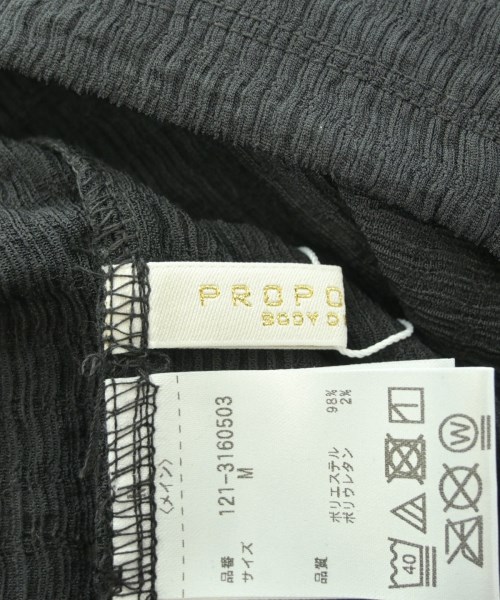 PROPO
BODY D
〈メイン〉
品番 121-3160503
サイズ M
品質 ポリエステル 98%
ポリウレタン 2%
40
W